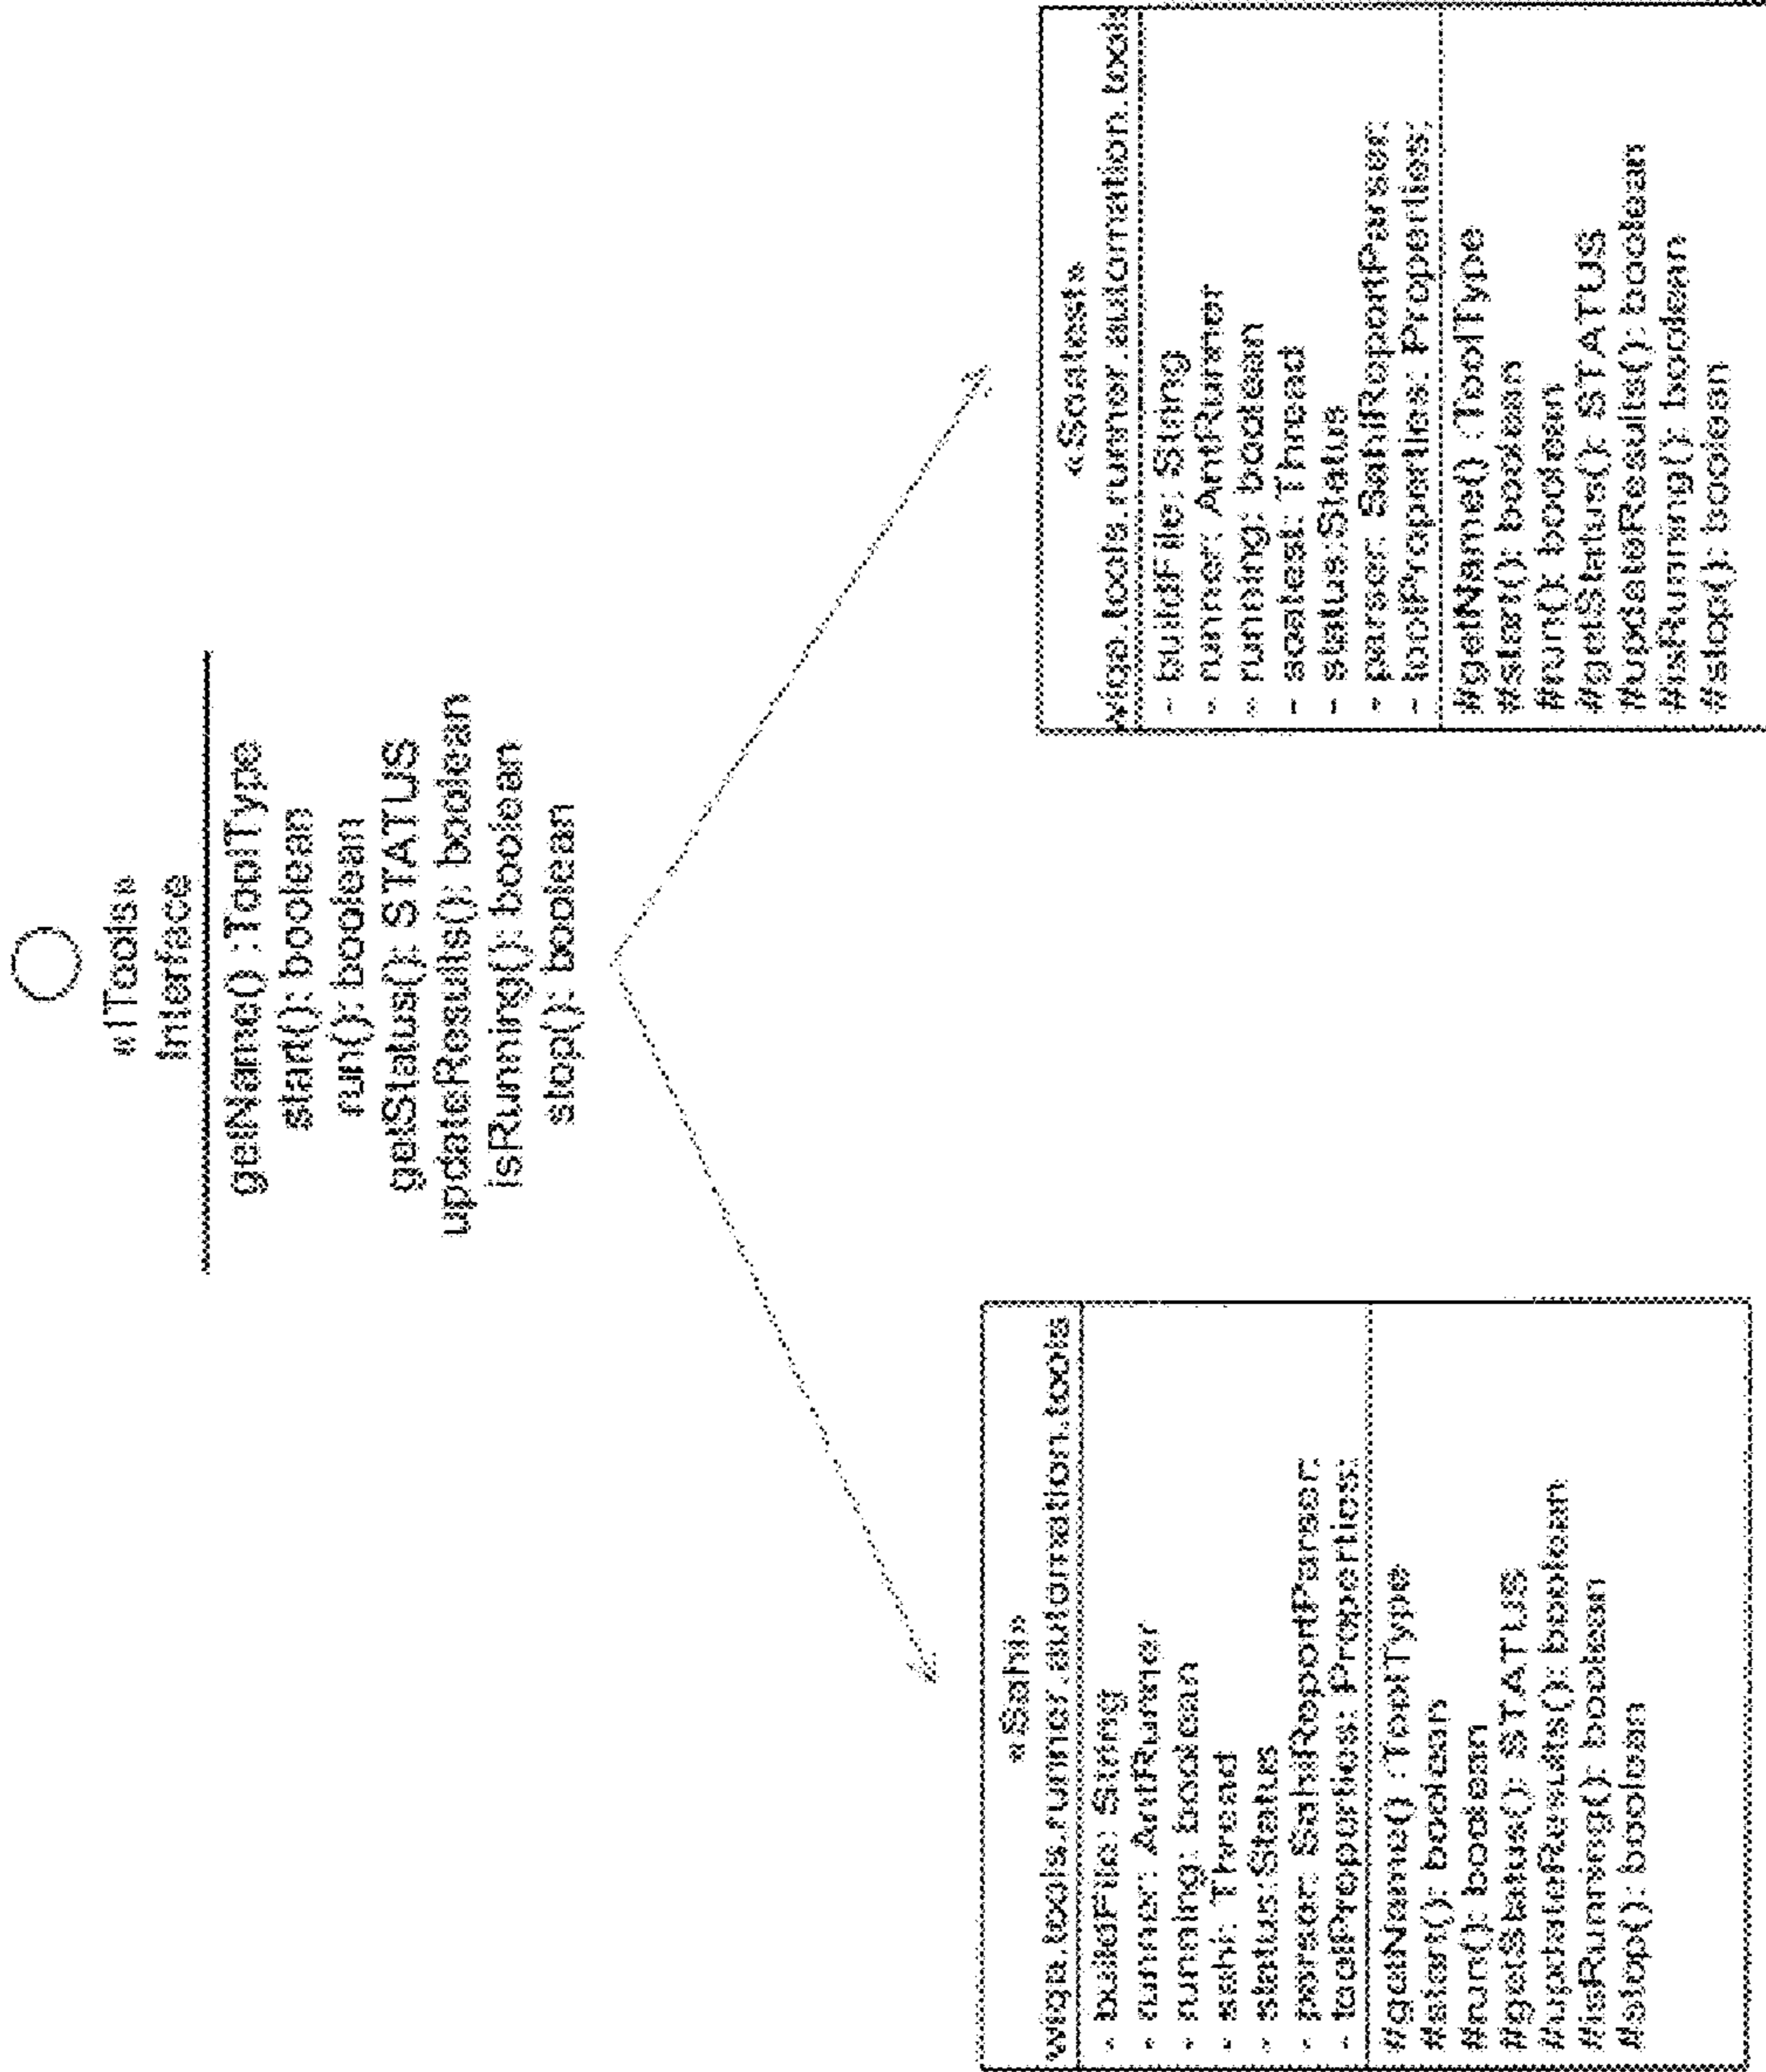 «ITools»
Interface
getName() :ToolType
start(): boolean
run(): boolean
getStatus(): STATUS
updateResults(): boolean
isRunning(): boolean
stop(): boolean
«Sahi»
wiqa.tools.runner.automation.tools
- buildFile: String
- runner: AntRunner
- running: boolean
- sahi: Thread
- status:Status
- parser: SahiReportParser;
- toolProperties: Properties;
#getName() :ToolType
#start(): boolean
#run(): boolean
#getStatus(): STATUS
#updateResults(): boolean
#isRunning(): boolean
#stop(): boolean
«Soatest»
wiqa.tools.runner.automation.tools
- buildFile: String
- runner: AntRunner
- running: boolean
- soatest: Thread
- status:Status
- parser: SahiReportParser;
- toolProperties: Properties;
#getName() :ToolType
#start(): boolean
#run(): boolean
#getStatus(): STATUS
#updateResults(): boolean
#isRunning(): boolean
#stop(): boolean